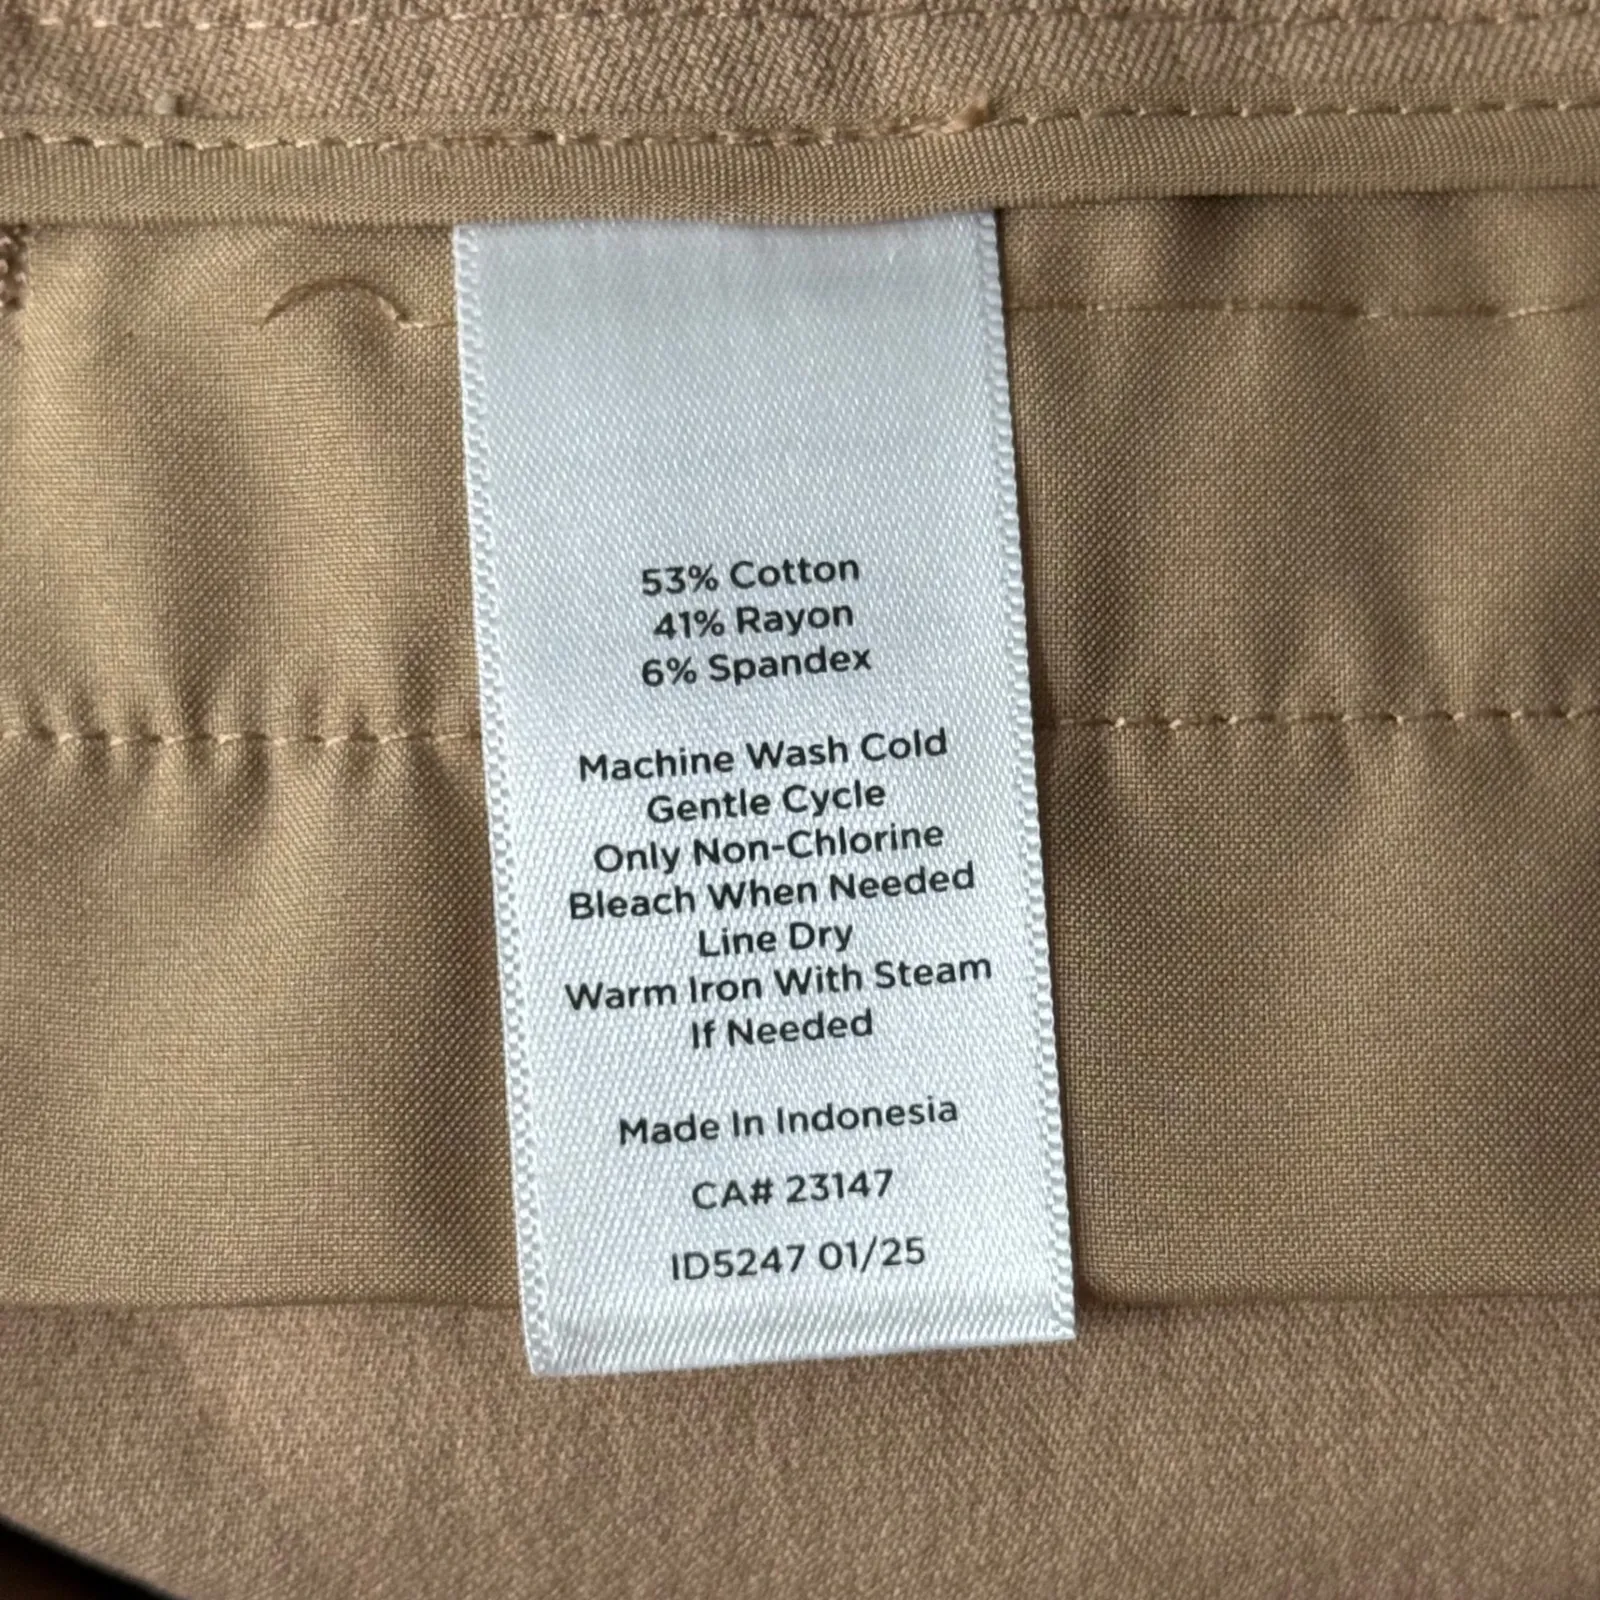 53% Cotton
41% Rayon
6% Spandex
Machine Wash Cold
Gentle Cycle
Only Non-Chlorine
Bleach When Needed
Line Dry
Warm Iron With Steam
If Needed
Made In Indonesia
CA# 23147
ID5247 01/25